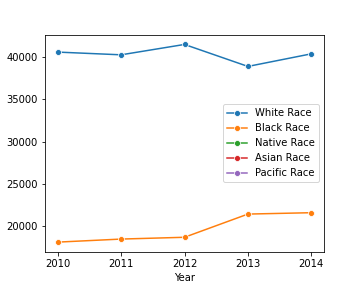 40000
35000
30000
25000
20000
White Race
Black Race
Native Race
Asian Race
Pacific Race
2010 2011 2012 2013 2014
Year